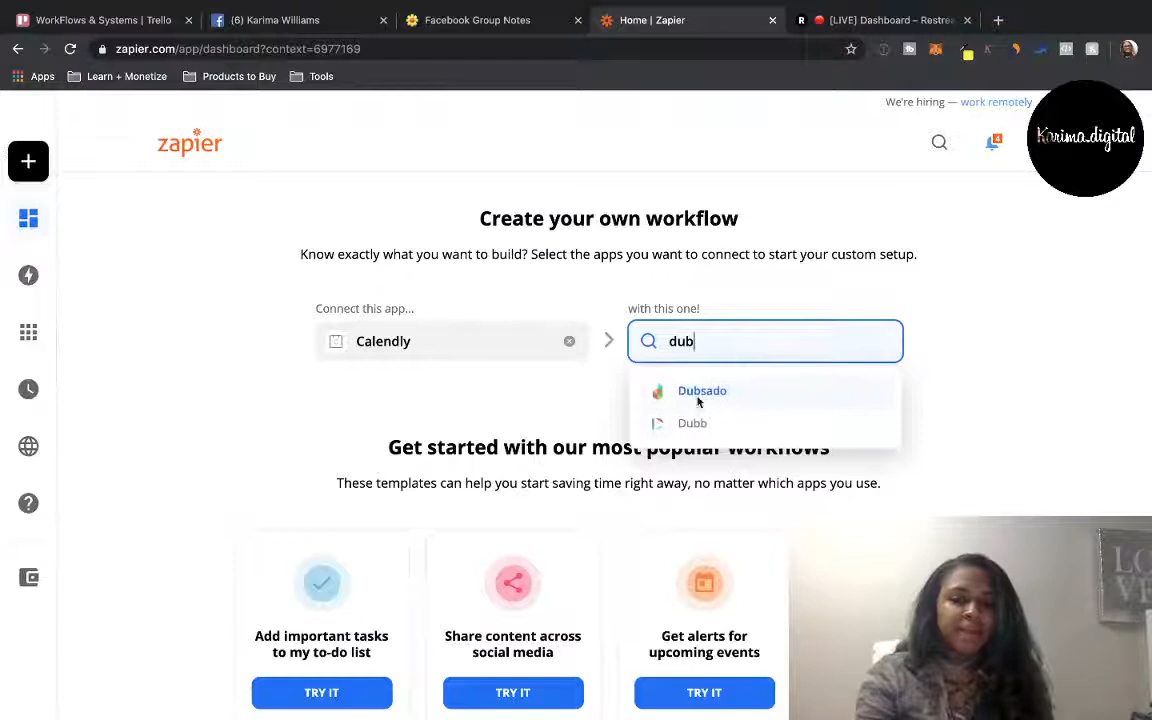 WorkFlows & Systems | Trello
(6) Karima Williams
Facebook Group Notes
Home | Zapier
[LIVE] Dashboard – Restrea
zapier.com/app/dashboard?context=6977169
Apps
Learn + Monetize
Products to Buy
Tools
We're hiring — work remotely
zapier
4
Karima.digital
Create your own workflow
Know exactly what you want to build? Select the apps you want to connect to start your custom setup.
Connect this app...
with this one!
Calendly
dub
Dubsado
Dubb
Get started with our most popular workflows
These templates can help you start saving time right away, no matter which apps you use.
Add important tasks
to my to-do list
Share content across
social media
Get alerts for
upcoming events
TRY IT
TRY IT
TRY IT